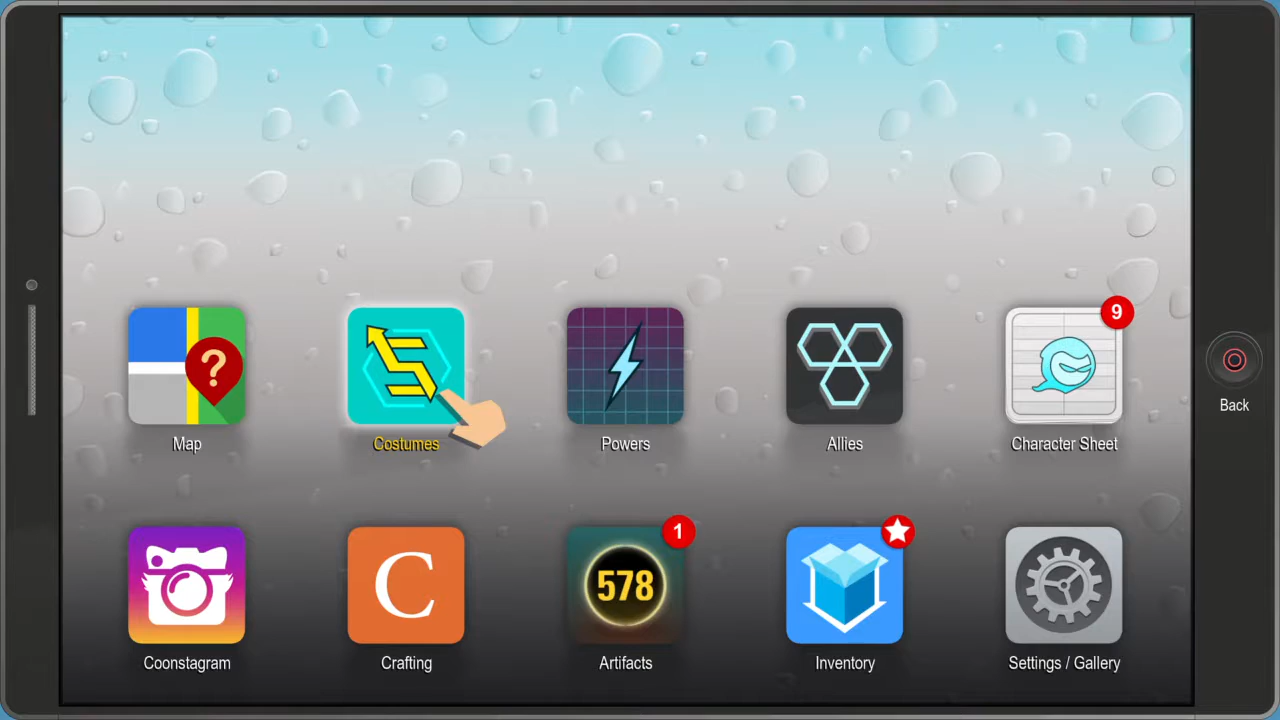 ?
9
Map
Costumes
Powers
Allies
Character Sheet
Back
C
578
1
Coonstagram
Crafting
Artifacts
Inventory
Settings / Gallery